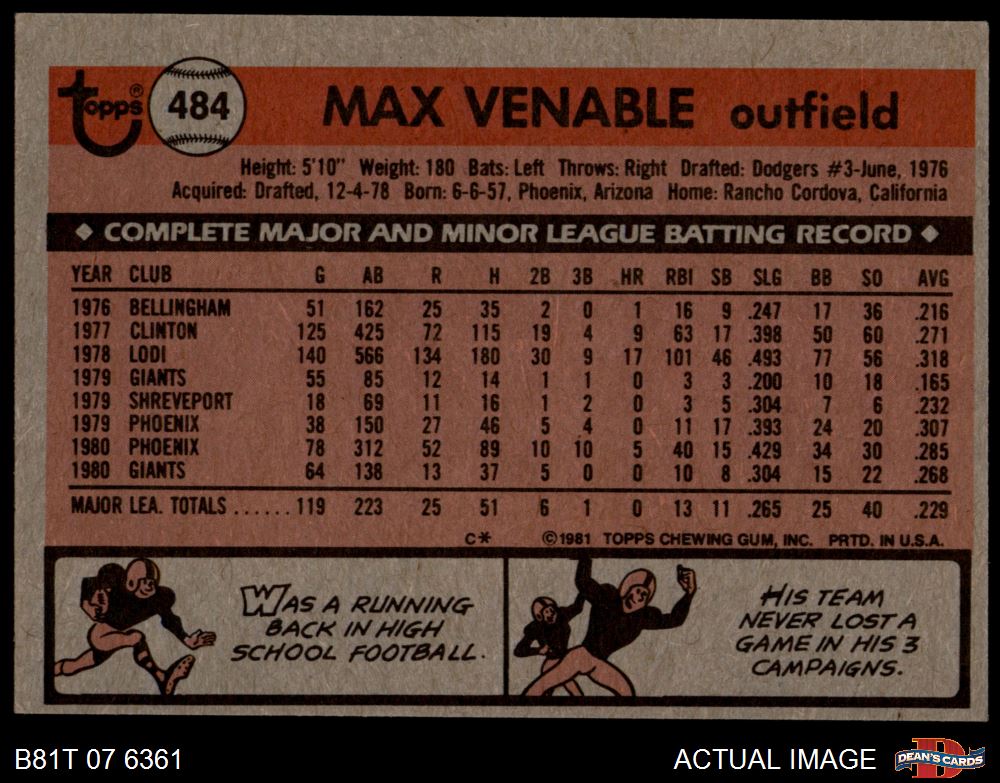 Topps® 484 MAX VENABLE outfield
Height: 5'10" Weight: 180 Bats: Left Throws: Right Drafted: Dodgers #3-June, 1976
Acquired: Drafted, 12-4-78 Born: 6-6-57, Phoenix, Arizona Home: Rancho Cordova, California
◆ COMPLETE MAJOR AND MINOR LEAGUE BATTING RECORD ◆
YEAR CLUB G AB R H 2B 3B HR RBI SB SLG BB SO AVG
1976 BELLINGHAM 51 162 25 35 2 0 1 16 9 .247 17 36 .216
1977 CLINTON 125 425 72 115 19 4 9 63 17 .398 50 60 .271
1978 LODI 140 566 134 180 30 9 17 101 46 .493 77 56 .318
1979 GIANTS 55 85 12 14 1 1 0 3 3 .200 10 18 .165
1979 SHREVEPORT 18 69 11 16 1 2 0 3 5 .304 7 6 .232
1979 PHOENIX 38 150 27 46 5 4 0 11 17 .393 24 20 .307
1980 PHOENIX 78 312 52 89 10 10 5 40 15 .429 34 30 .285
1980 GIANTS 64 138 13 37 5 0 0 10 8 .304 15 22 .268
MAJOR LEA. TOTALS ...... 119 223 25 51 6 1 0 13 11 .265 25 40 .229
C* ©1981 TOPPS CHEWING GUM, INC. PRTD. IN U.S.A.
WAS A RUNNING
BACK IN HIGH
SCHOOL FOOTBALL.
HIS TEAM
NEVER LOST A
GAME IN HIS 3
CAMPAIGNS.
B81T 07 6361 ACTUAL IMAGE DEAN'S CARDS